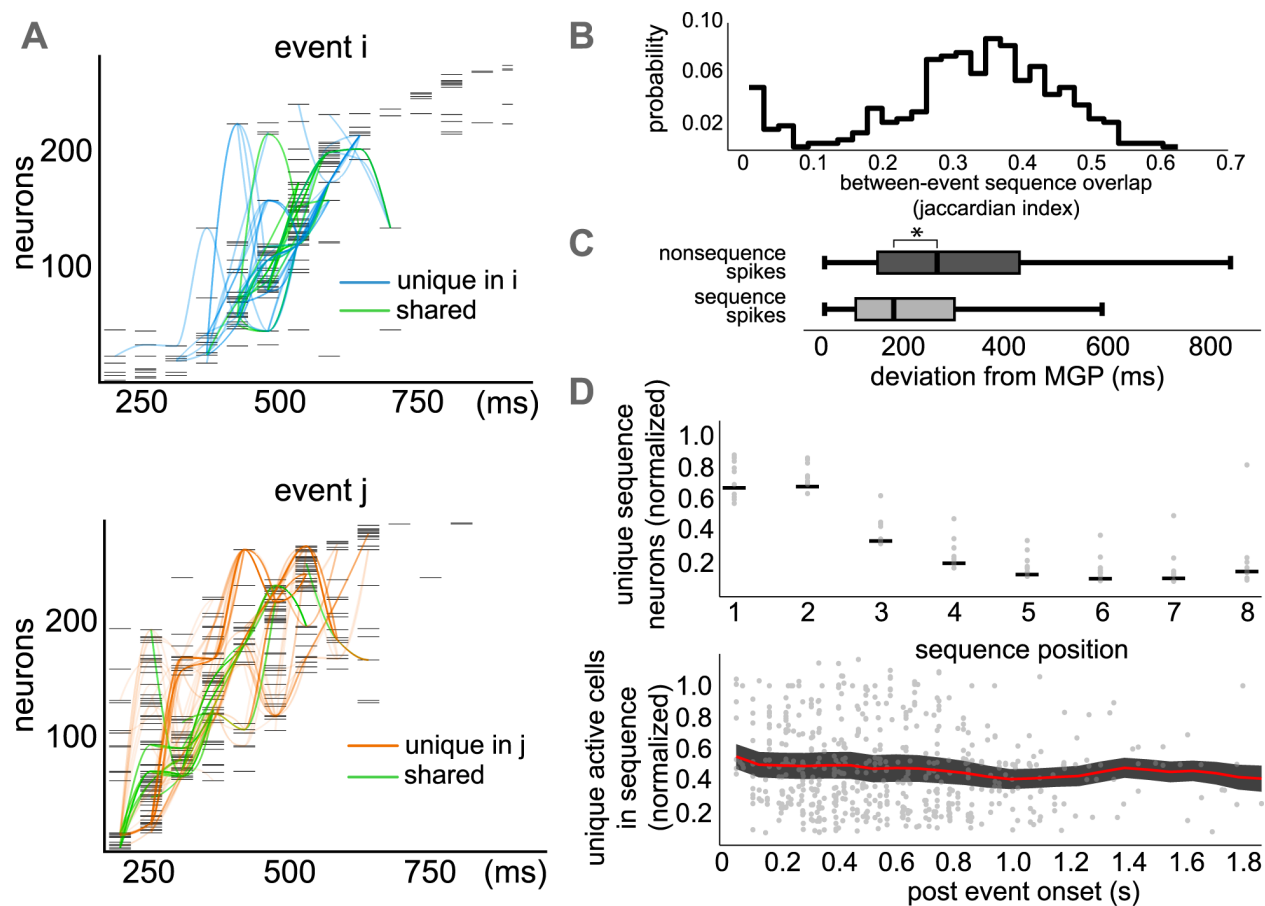 A
event i
neurons
200
100
unique in i
shared
250 500 750 (ms)
event j
neurons
200
100
unique in j
shared
250 500 750 (ms)
B
probability
0.10
0.06
0.02
0 0.1 0.2 0.3 0.4 0.5 0.6 0.7
between-event sequence overlap
(jaccardian index)
C
*
nonsequence
spikes
sequence
spikes
0 200 400 600 800
deviation from MGP (ms)
D
unique sequence
neurons (normalized)
1.0
0.8
0.6
0.4
0.2
1 2 3 4 5 6 7 8
sequence position
unique active cells
in sequence
(normalized)
1.0
0.8
0.6
0.4
0.2
0 0.2 0.4 0.6 0.8 1.0 1.2 1.4 1.6 1.8
post event onset (s)